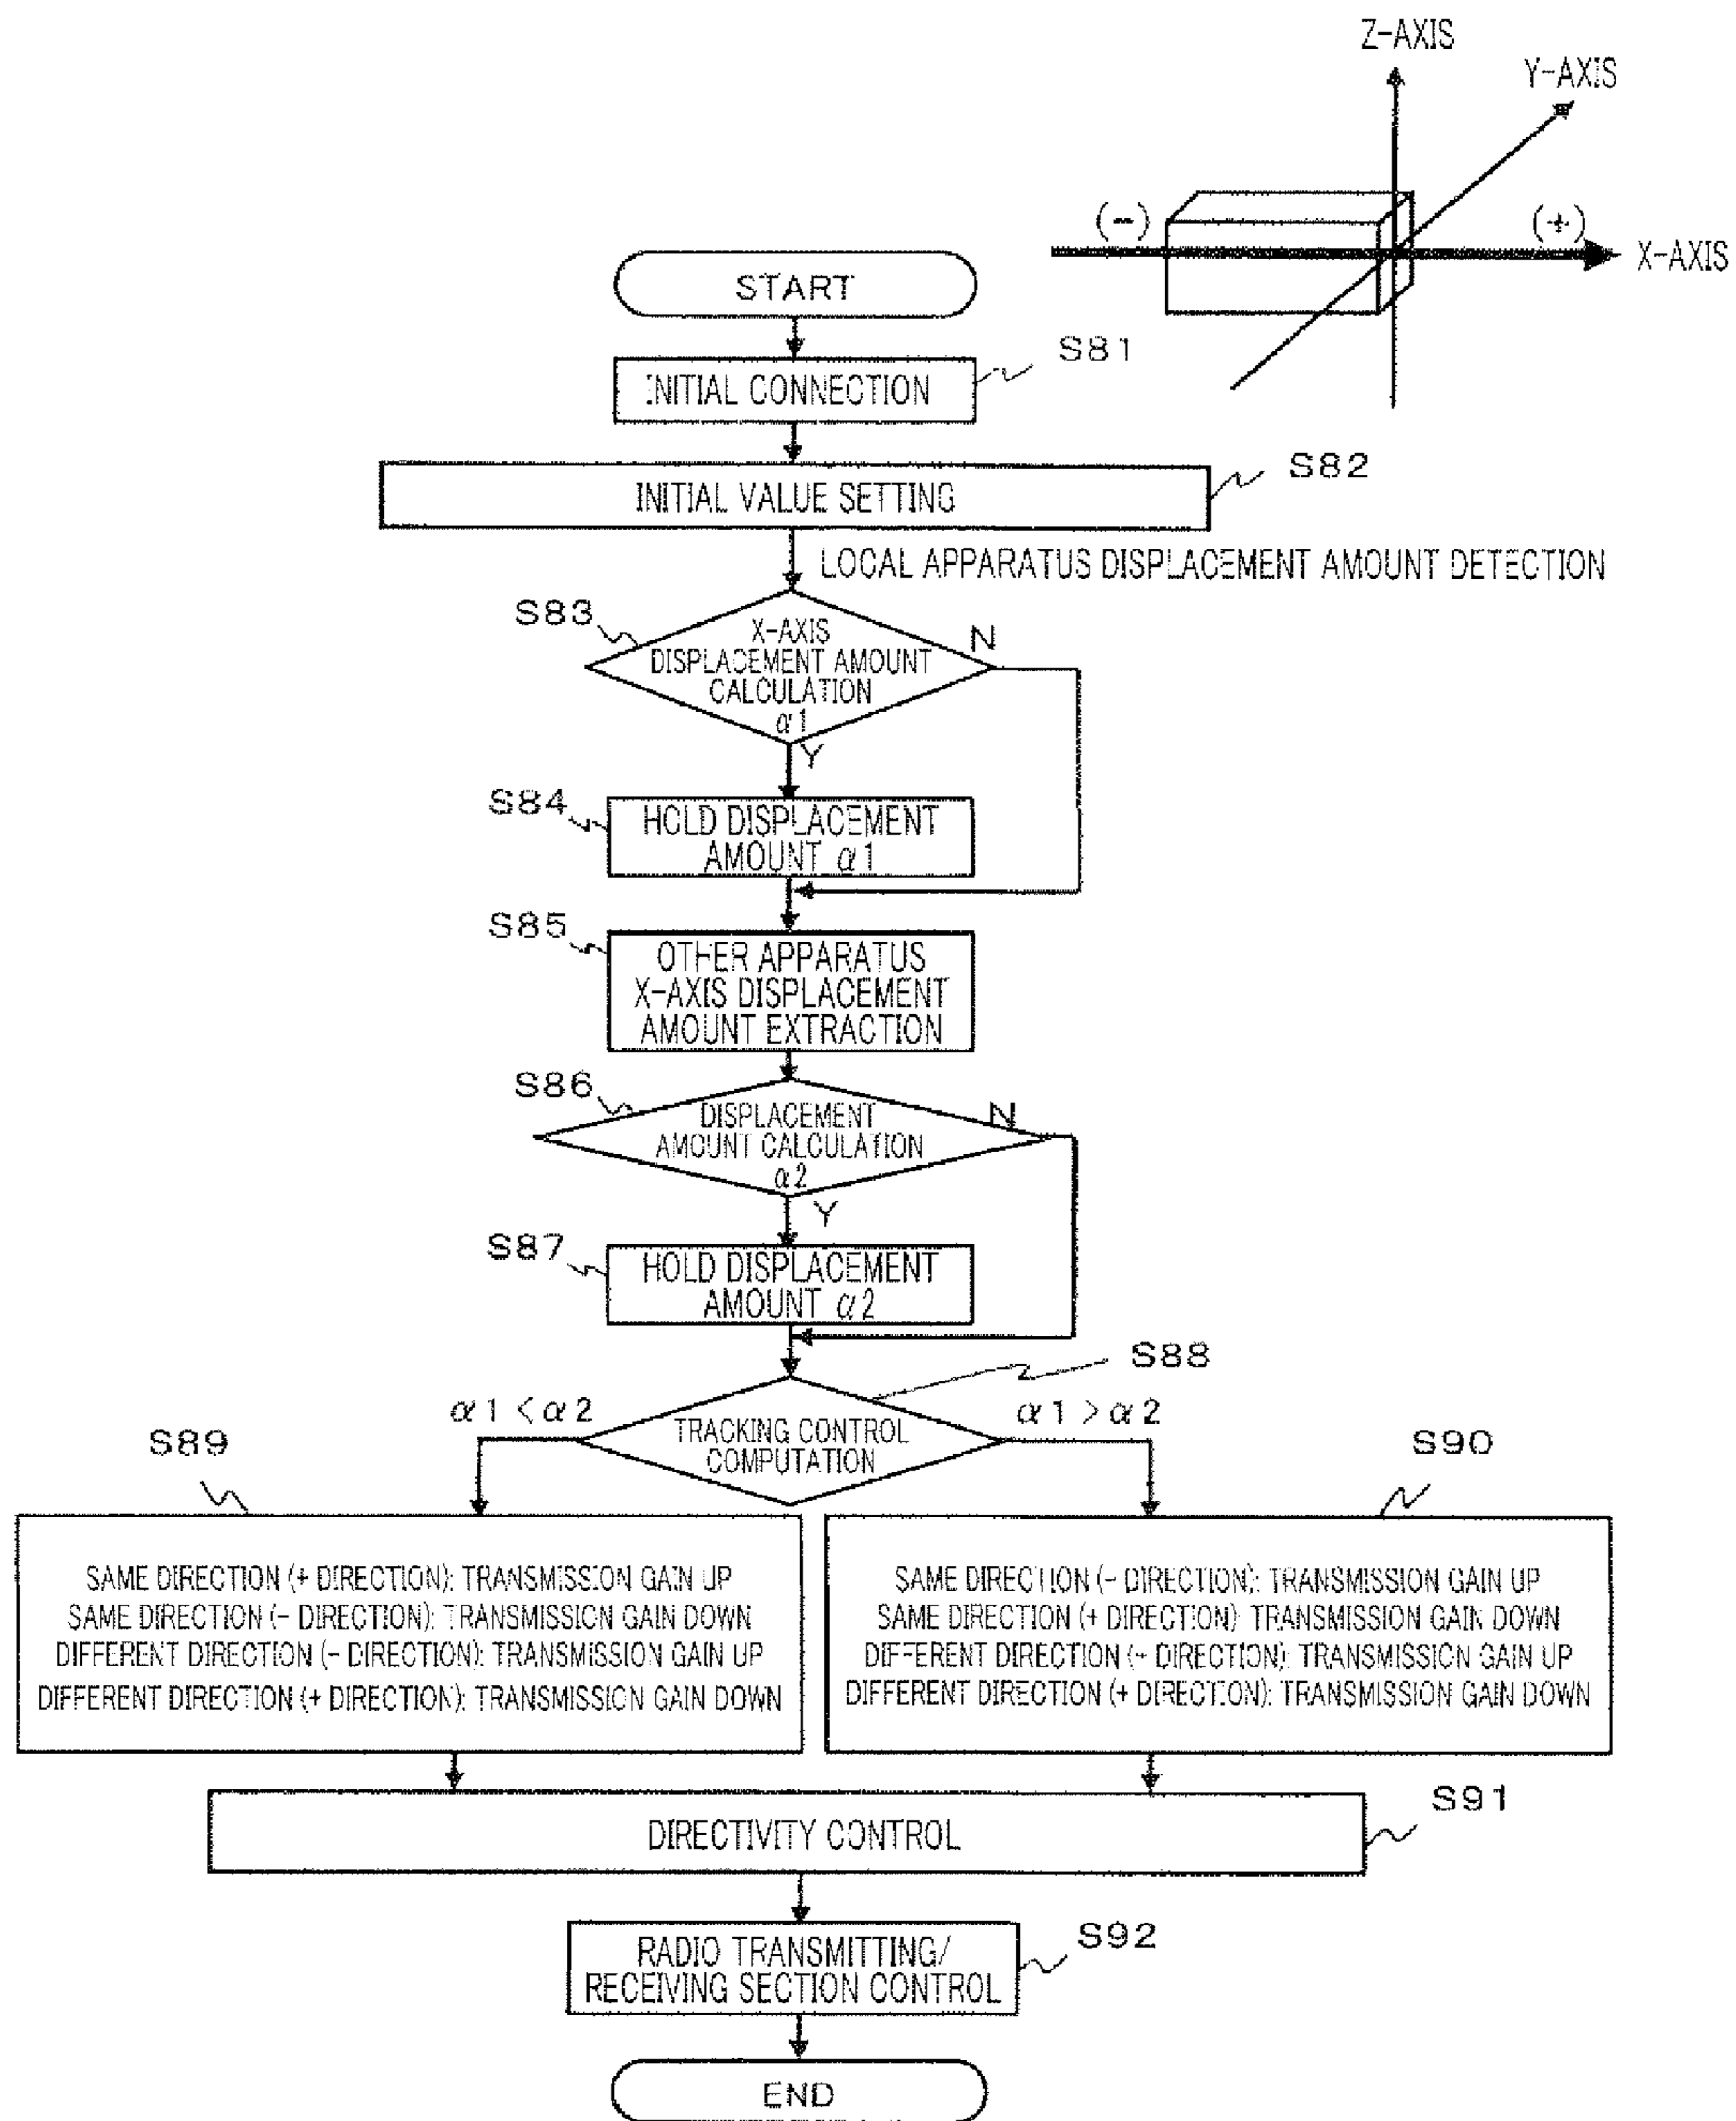 Z-AXIS
Y-AXIS
(-)
(+)
X-AXIS
START
S81
INITIAL CONNECTION
S82
INITIAL VALUE SETTING
LOCAL APPARATUS DISPLACEMENT AMOUNT DETECTION
S83
X-AXIS
DISPLACEMENT AMOUNT
CALCULATION
α1
N
Y
S84
HOLD DISPLACEMENT
AMOUNT α1
S85
OTHER APPARATUS
X-AXIS DISPLACEMENT
AMOUNT EXTRACTION
S86
DISPLACEMENT
AMOUNT CALCULATION
α2
N
Y
S87
HOLD DISPLACEMENT
AMOUNT α2
S88
α1 < α2
TRACKING CONTROL
COMPUTATION
α1 > α2
S89
SAME DIRECTION (+ DIRECTION): TRANSMISSION GAIN UP
SAME DIRECTION (- DIRECTION): TRANSMISSION GAIN DOWN
DIFFERENT DIRECTION (- DIRECTION): TRANSMISSION GAIN UP
DIFFERENT DIRECTION (+ DIRECTION): TRANSMISSION GAIN DOWN
S90
SAME DIRECTION (- DIRECTION): TRANSMISSION GAIN UP
SAME DIRECTION (+ DIRECTION): TRANSMISSION GAIN DOWN
DIFFERENT DIRECTION (- DIRECTION): TRANSMISSION GAIN UP
DIFFERENT DIRECTION (+ DIRECTION): TRANSMISSION GAIN DOWN
S91
DIRECTIVITY CONTROL
S92
RADIO TRANSMITTING/
RECEIVING SECTION CONTROL
END